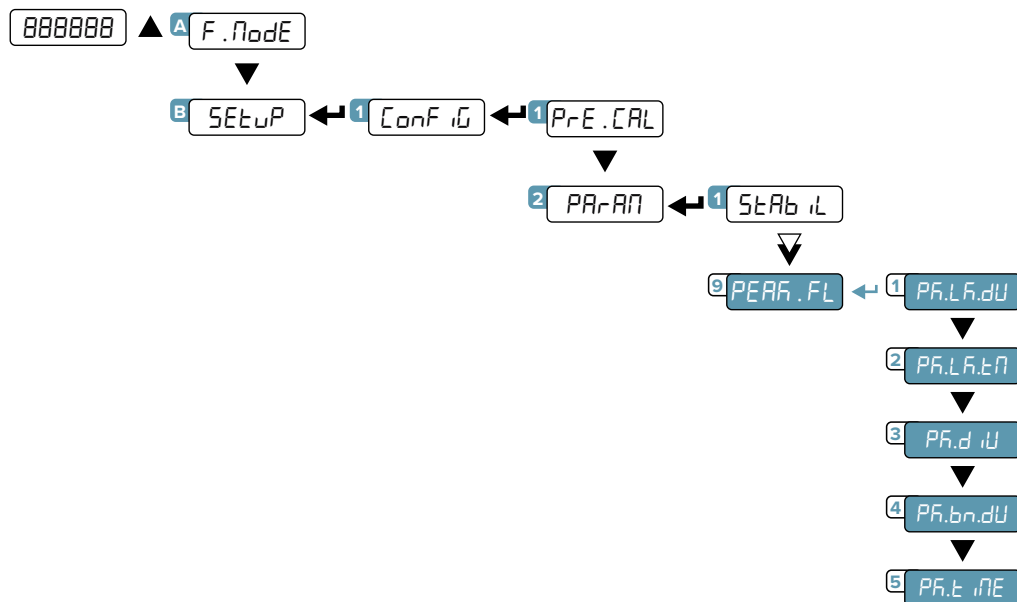 888888 A F.ModE
B SEtuP 1 ConFiG 1 PrE.CAL
2 PArAM 1 StAbiL
9 PEAK.FL 1 PK.LK.dU
2 PK.LK.tM
3 PK.diU
4 PK.bn.dU
5 PK.tiME